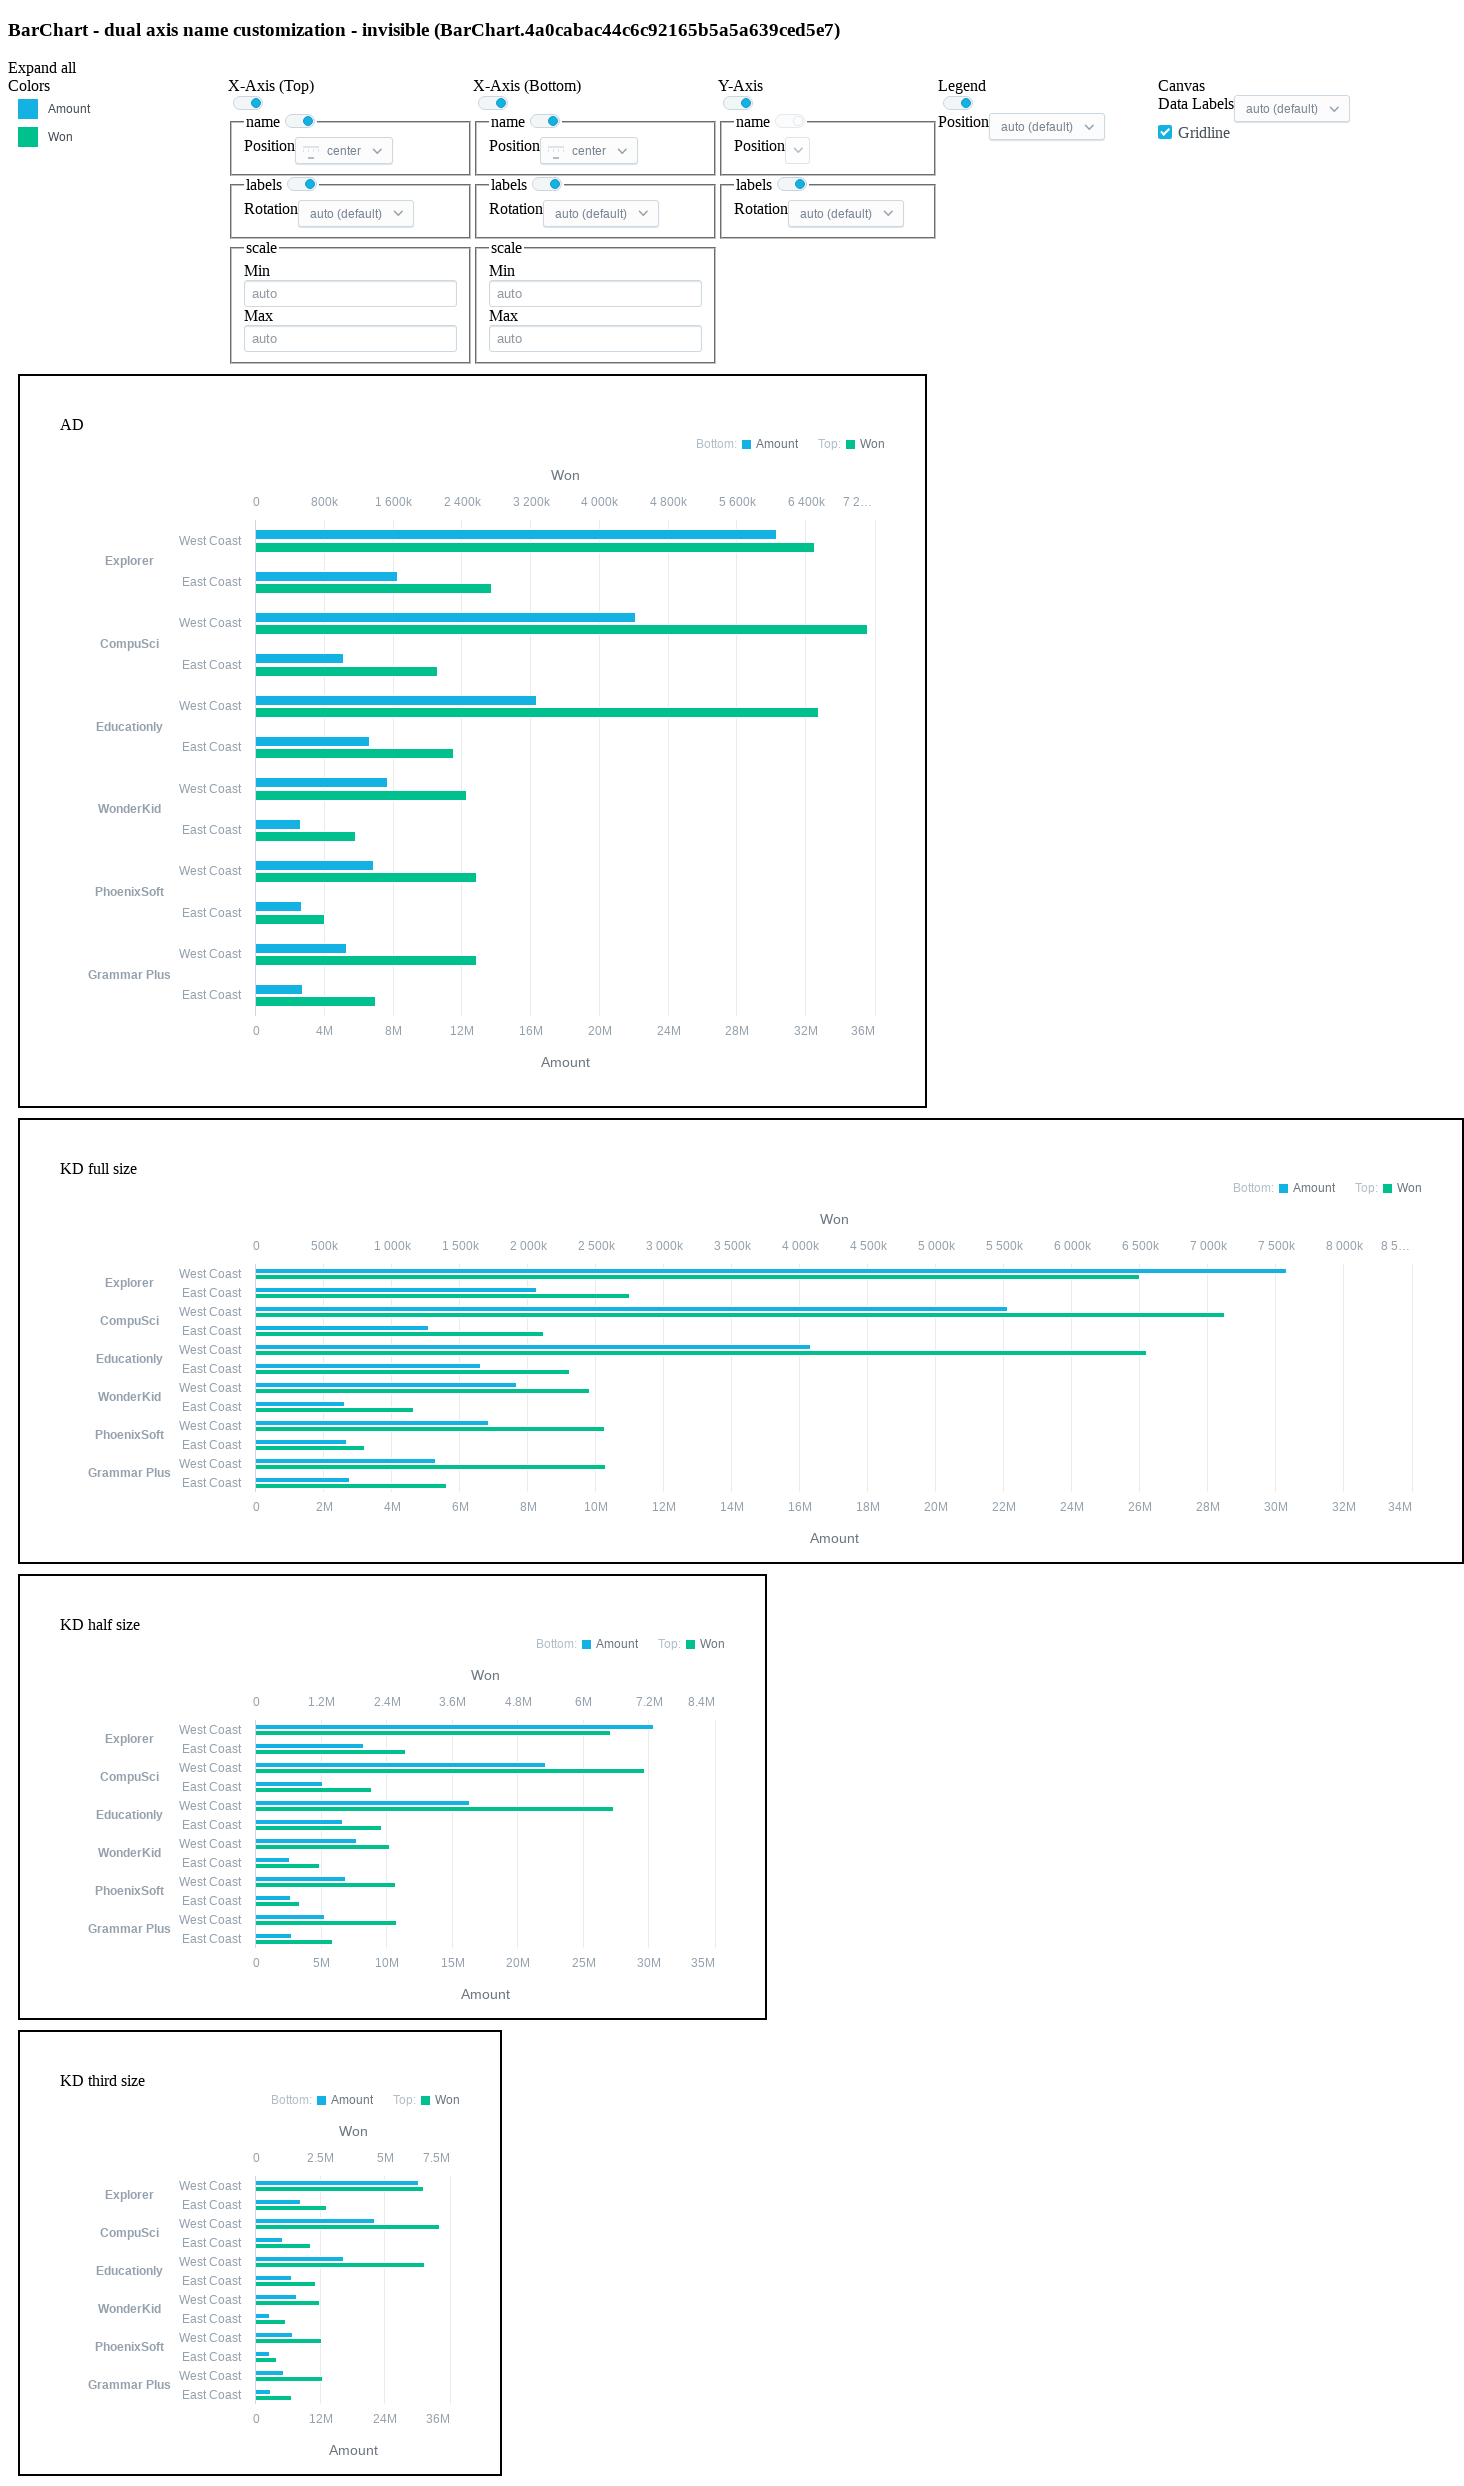 BarChart - dual axis name customization - invisible (BarChart.4a0cabac44c6c92165b5a5a639ced5e7)
Expand all
Colors
Amount
Won
X-Axis (Top)
name
Position center
labels
Rotation auto (default)
scale
Min
auto
Max
auto
X-Axis (Bottom)
name
Position center
labels
Rotation auto (default)
scale
Min
auto
Max
auto
Y-Axis
name
Position
labels
Rotation auto (default)
Legend
Position auto (default)
Canvas
Data Labels auto (default)
Gridline
AD
Bottom: Amount Top: Won
Won
0 800k 1 600k 2 400k 3 200k 4 000k 4 800k 5 600k 6 400k 7 2…
West Coast
Explorer
East Coast
West Coast
CompuSci
East Coast
West Coast
Educationly
East Coast
West Coast
WonderKid
East Coast
West Coast
PhoenixSoft
East Coast
West Coast
Grammar Plus
East Coast
0 4M 8M 12M 16M 20M 24M 28M 32M 36M
Amount
KD full size
Bottom: Amount Top: Won
Won
0 500k 1 000k 1 500k 2 000k 2 500k 3 000k 3 500k 4 000k 4 500k 5 000k 5 500k 6 000k 6 500k 7 000k 7 500k 8 000k 8 5…
West Coast
Explorer
East Coast
West Coast
CompuSci
East Coast
West Coast
Educationly
East Coast
West Coast
WonderKid
East Coast
West Coast
PhoenixSoft
East Coast
West Coast
Grammar Plus
East Coast
0 2M 4M 6M 8M 10M 12M 14M 16M 18M 20M 22M 24M 26M 28M 30M 32M 34M
Amount
KD half size
Bottom: Amount Top: Won
Won
0 1.2M 2.4M 3.6M 4.8M 6M 7.2M 8.4M
West Coast
Explorer
East Coast
West Coast
CompuSci
East Coast
West Coast
Educationly
East Coast
West Coast
WonderKid
East Coast
West Coast
PhoenixSoft
East Coast
West Coast
Grammar Plus
East Coast
0 5M 10M 15M 20M 25M 30M 35M
Amount
KD third size
Bottom: Amount Top: Won
Won
0 2.5M 5M 7.5M
West Coast
Explorer
East Coast
West Coast
CompuSci
East Coast
West Coast
Educationly
East Coast
West Coast
WonderKid
East Coast
West Coast
PhoenixSoft
East Coast
West Coast
Grammar Plus
East Coast
0 12M 24M 36M
Amount